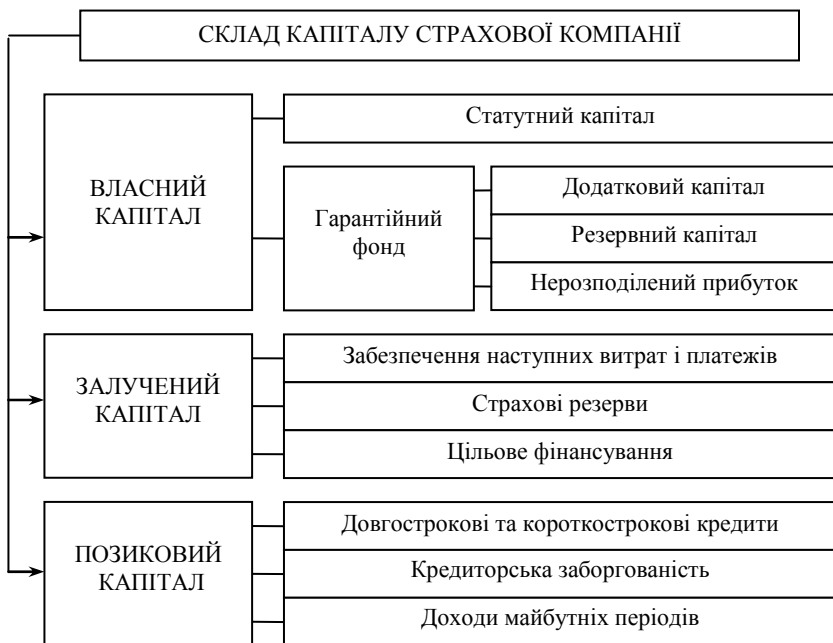 СКЛАД КАПІТАЛУ СТРАХОВОЇ КОМПАНІЇ
ВЛАСНИЙ
КАПІТАЛ
Статутний капітал
Гарантійний
фонд
Додатковий капітал
Резервний капітал
Нерозподілений прибуток
ЗАЛУЧЕНИЙ
КАПІТАЛ
Забезпечення наступних витрат і платежів
Страхові резерви
Цільове фінансування
ПОЗИКОВИЙ
КАПІТАЛ
Довгострокові та короткострокові кредити
Кредиторська заборгованість
Доходи майбутніх періодів